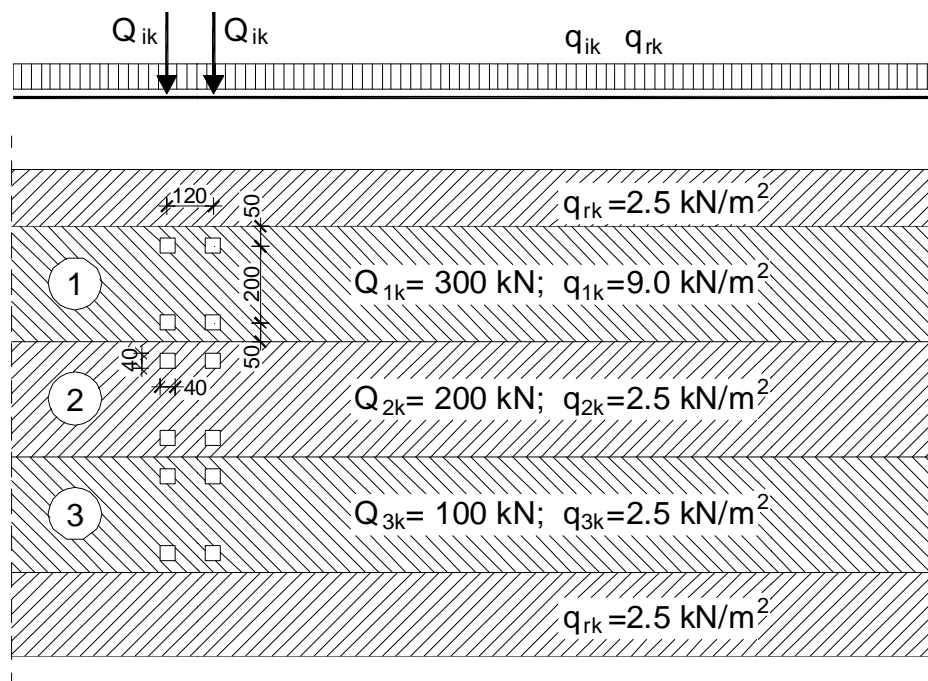 Q ik Q ik
q ik q rk
120
50
q rk =2.5 kN/m²
1
200
Q 1k = 300 kN; q 1k =9.0 kN/m²
50
40
40
2
Q 2k = 200 kN; q 2k =2.5 kN/m²
3
Q 3k = 100 kN; q 3k =2.5 kN/m²
q rk =2.5 kN/m²